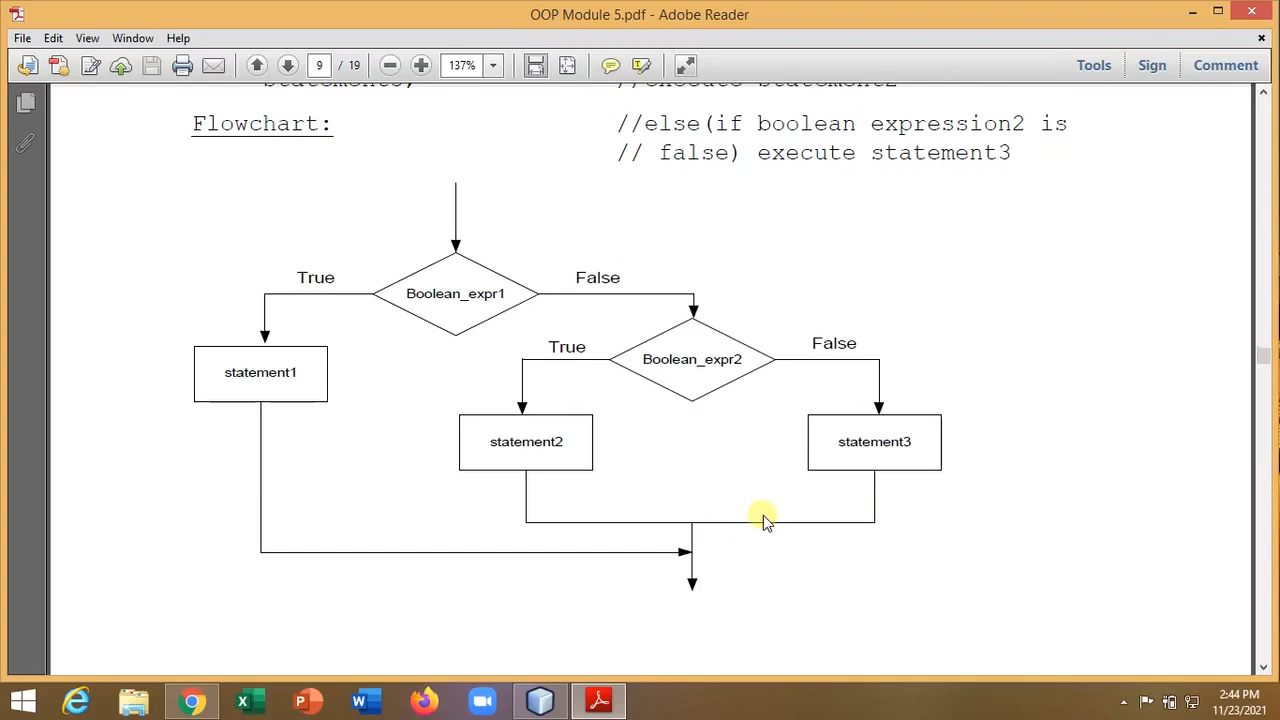 OOP Module 5.pdf - Adobe Reader
File Edit View Window Help
9 / 19 137% Tools Sign Comment
Flowchart: //else(if boolean expression2 is
// false) execute statement3
True False
Boolean_expr1
True False
Boolean_expr2
statement1
statement2 statement3
2:44 PM
11/23/2021